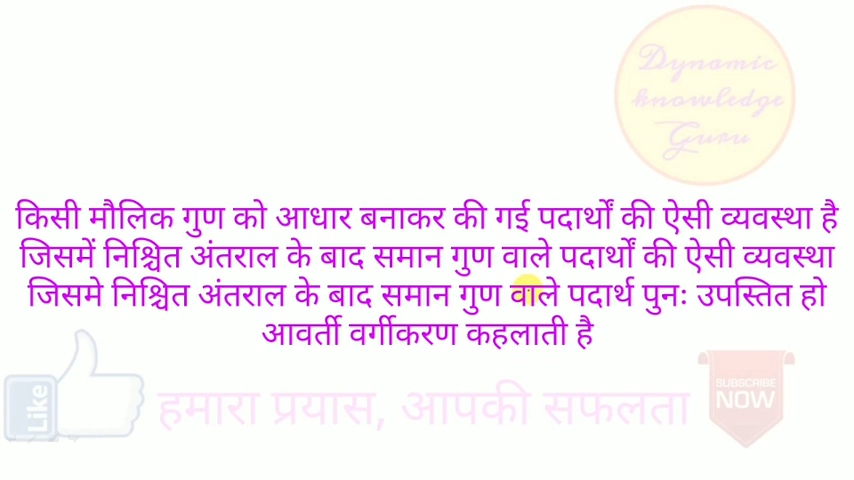 Dynamic
knowledge
Guru
किसी मौलिक गुण को आधार बनाकर की गई पदार्थों की ऐसी व्यवस्था है
जिसमें निश्चित अंतराल के बाद समान गुण वाले पदार्थों की ऐसी व्यवस्था
जिसमे निश्चित अंतराल के बाद समान गुण वाले पदार्थ पुनः उपस्तित हो
आवर्ती वर्गीकरण कहलाती है
Like
हमारा प्रयास, आपकी सफलता
SUBSCRIBE
NOW